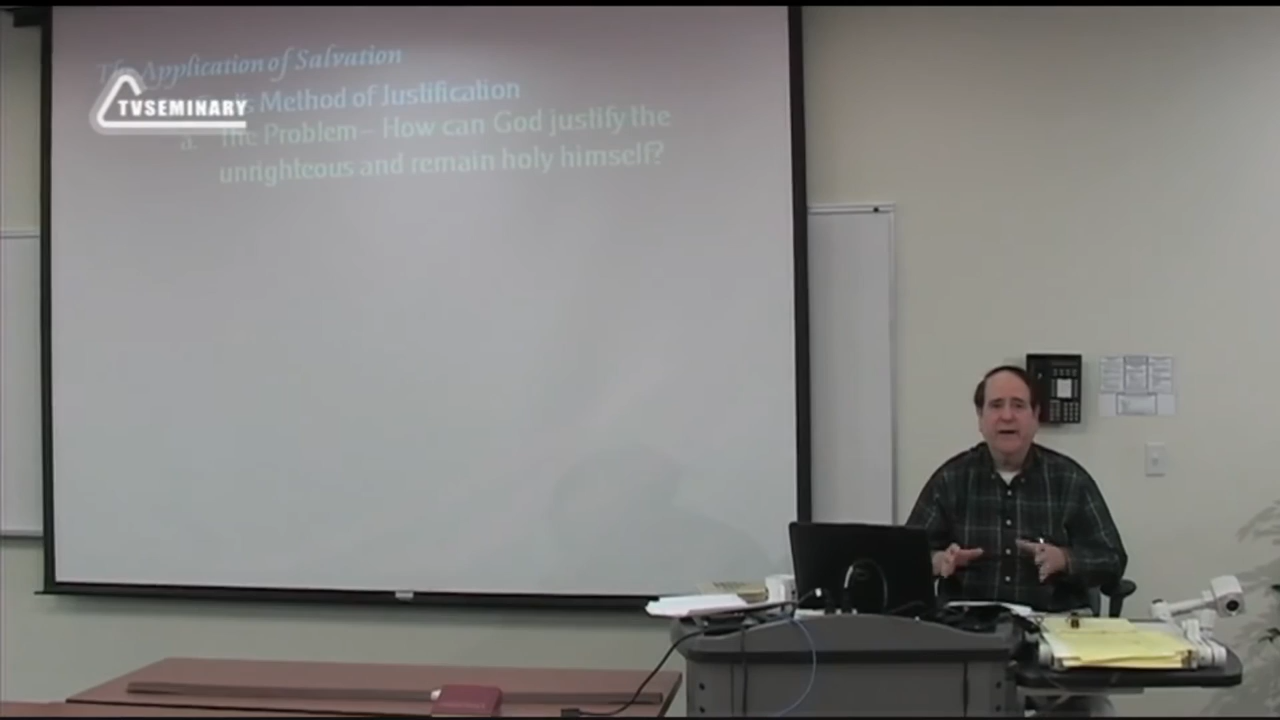 The Application of Salvation
Method of Justification
TVSEMINARY
a. The Problem – How can God justify the
unrighteous and remain holy himself?